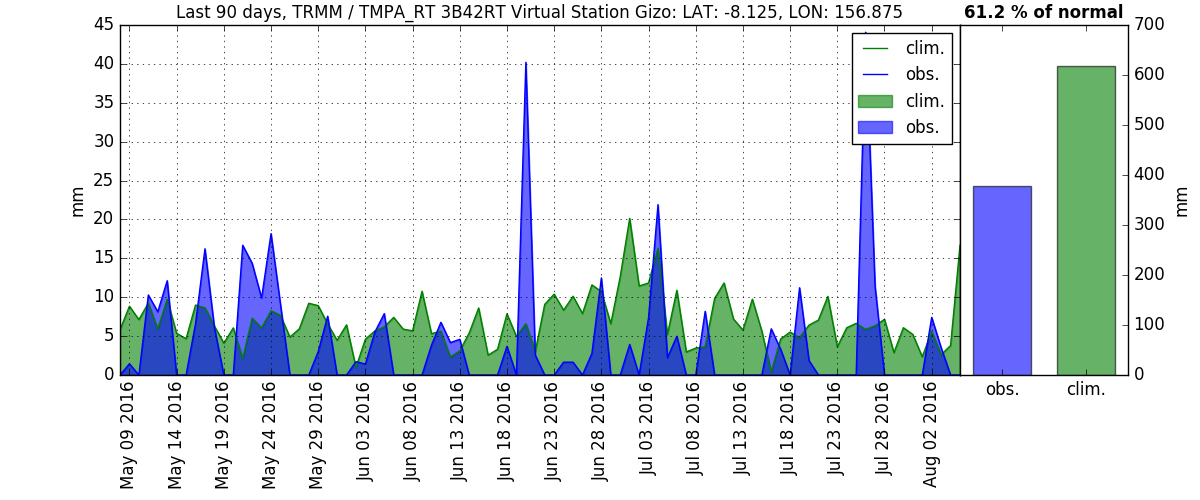 Last 90 days, TRMM / TMPA_RT 3B42RT Virtual Station Gizo: LAT: -8.125, LON: 156.875
61.2 % of normal
45
40
35
30
25
20
15
10
5
0
mm
clim.
obs.
clim.
obs.
700
600
500
400
300
200
100
0
mm
May 09 2016
May 14 2016
May 19 2016
May 24 2016
May 29 2016
Jun 03 2016
Jun 08 2016
Jun 13 2016
Jun 18 2016
Jun 23 2016
Jun 28 2016
Jul 03 2016
Jul 08 2016
Jul 13 2016
Jul 18 2016
Jul 23 2016
Jul 28 2016
Aug 02 2016
obs.
clim.